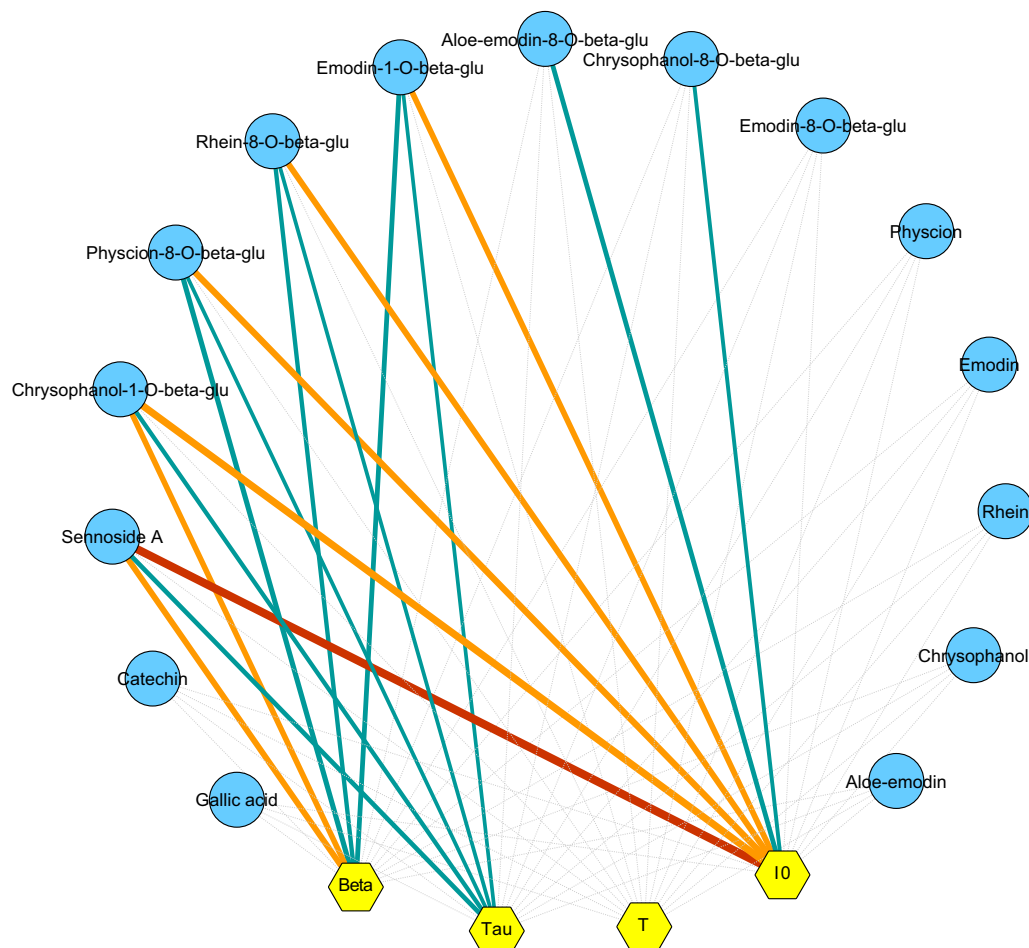 Aloe-emodin-8-O-beta-glu
Chrysophanol-8-O-beta-glu
Emodin-1-O-beta-glu
Emodin-8-O-beta-glu
Rhein-8-O-beta-glu
Physcion
Physcion-8-O-beta-glu
Emodin
Chrysophanol-1-O-beta-glu
Rhein
Sennoside A
Chrysophanol
Catechin
Aloe-emodin
Gallic acid
I0
Beta
T
Tau